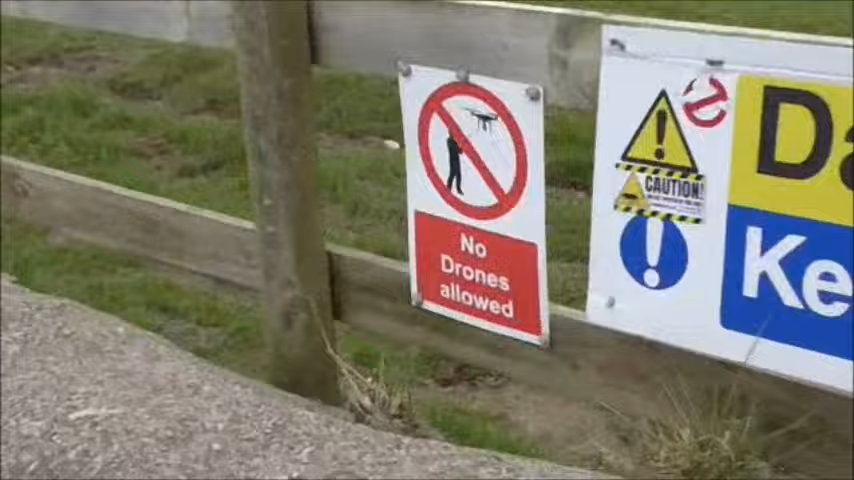 No
Drones
allowed
CAUTION!
Da
Ke